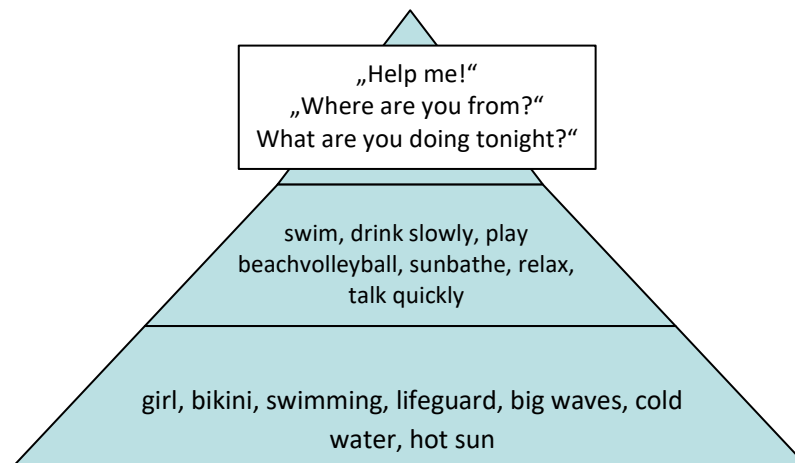 „Help me!“
„Where are you from?“
What are you doing tonight?“
swim, drink slowly, play
beachvolleyball, sunbathe, relax,
talk quickly
girl, bikini, swimming, lifeguard, big waves, cold
water, hot sun